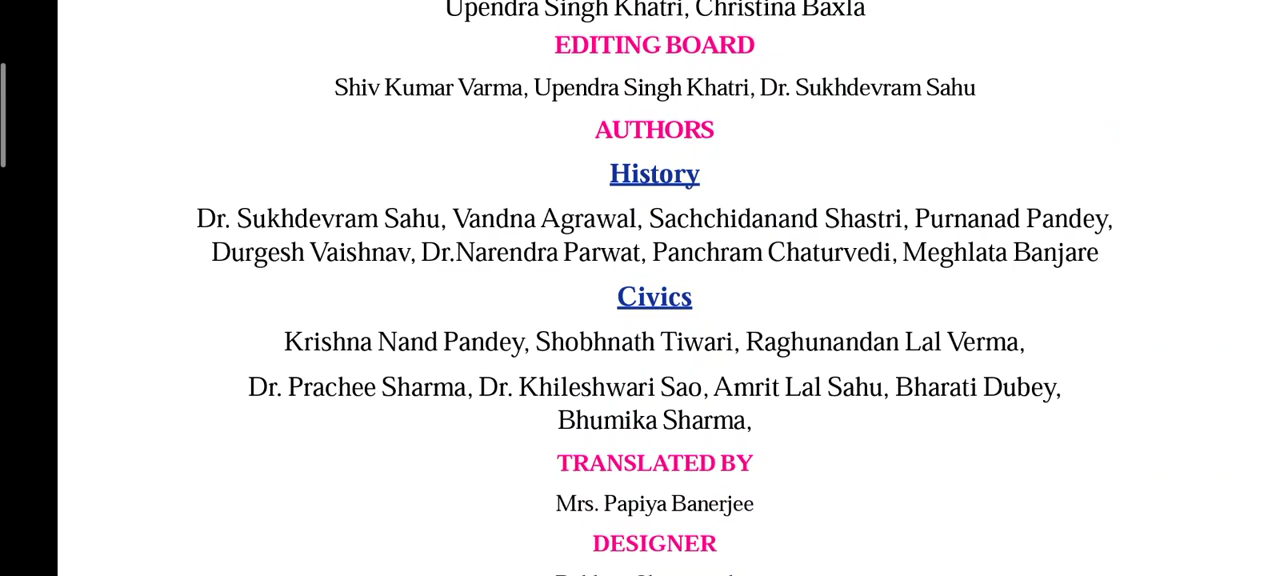 Upendra Singh Khatri, Christina Baxla
EDITING BOARD
Shiv Kumar Varma, Upendra Singh Khatri, Dr. Sukhdevram Sahu
AUTHORS
History
Dr. Sukhdevram Sahu, Vandna Agrawal, Sachchidanand Shastri, Purnanad Pandey,
Durgesh Vaishnav, Dr.Narendra Parwat, Panchram Chaturvedi, Meghlata Banjare
Civics
Krishna Nand Pandey, Shobhnath Tiwari, Raghunandan Lal Verma,
Dr. Prachee Sharma, Dr. Khileshwari Sao, Amrit Lal Sahu, Bharati Dubey,
Bhumika Sharma,
TRANSLATED BY
Mrs. Papiya Banerjee
DESIGNER